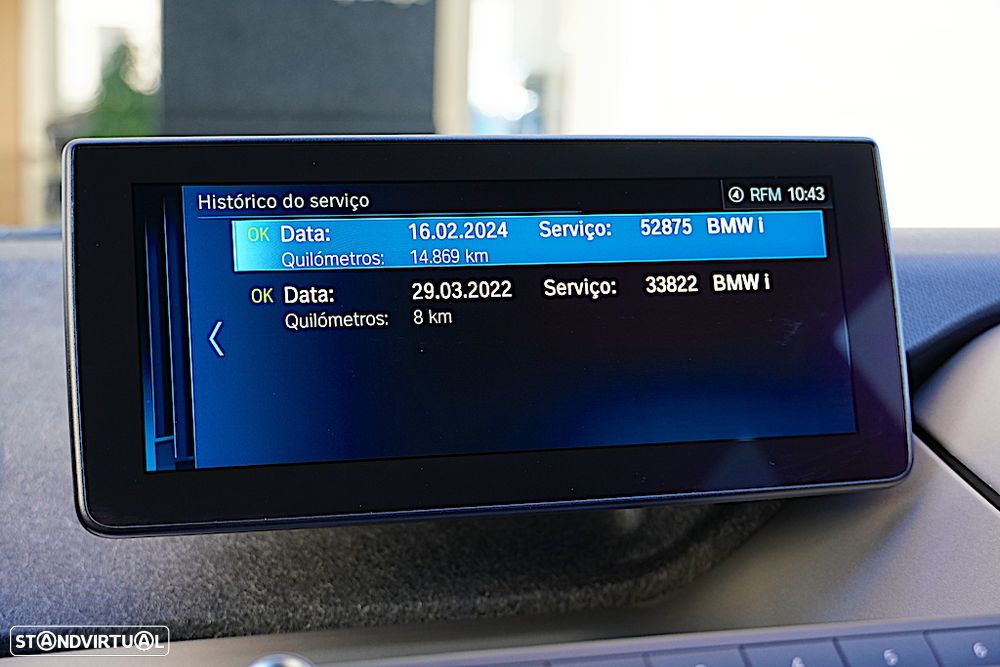 Histórico do serviço
4 RFM 10:43
OK Data: 16.02.2024 Serviço: 52875 BMW i
Quilómetros: 14.869 km
OK Data: 29.03.2022 Serviço: 33822 BMW i
Quilómetros: 8 km
STANDVIRTUAL